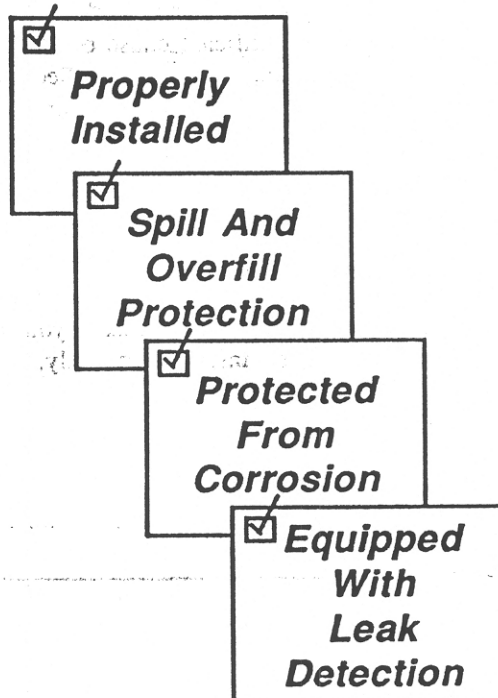 Properly
Installed
Spill And
Overfill
Protection
Protected
From
Corrosion
Equipped
With
Leak
Detection